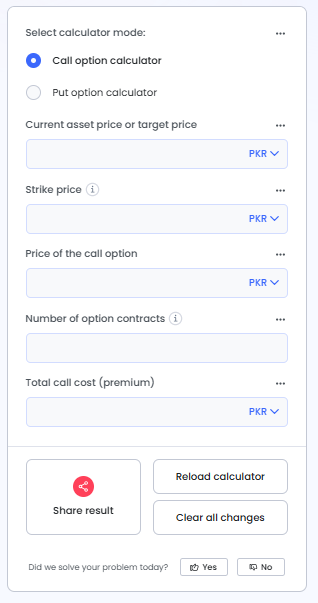 Select calculator mode:
Call option calculator
Put option calculator
Current asset price or target price
PKR
Strike price
PKR
Price of the call option
PKR
Number of option contracts
Total call cost (premium)
PKR
Share result
Reload calculator
Clear all changes
Did we solve your problem today? Yes No